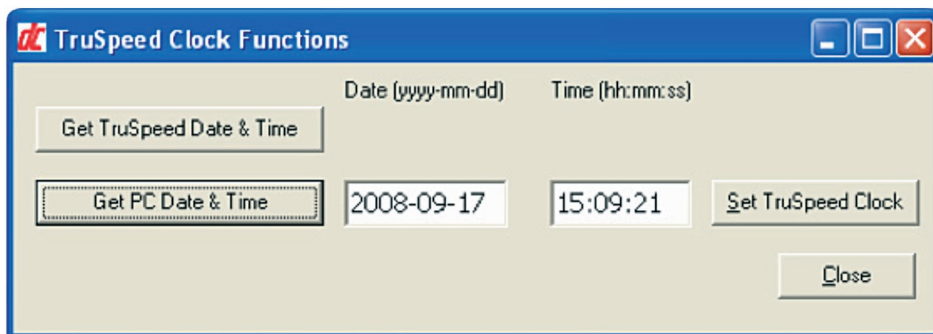 dc TruSpeed Clock Functions
Date (yyyy-mm-dd) Time (hh:mm:ss)
Get TruSpeed Date & Time
Get PC Date & Time 2008-09-17 15:09:21 Set TruSpeed Clock
Close